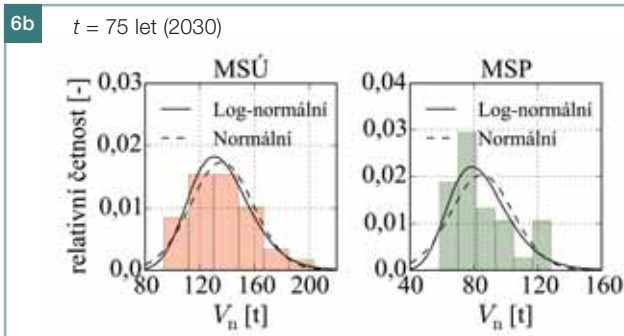 6b
t = 75 let (2030)
MSÚ
relativní četnost [-]
0,03
0,02
0,01
0,0
Log-normální
Normální
80 120 160 200
Vn [t]
MSP
0,04
0,03
0,02
0,01
0,0
Log-normální
Normální
40 80 120 160
Vn [t]